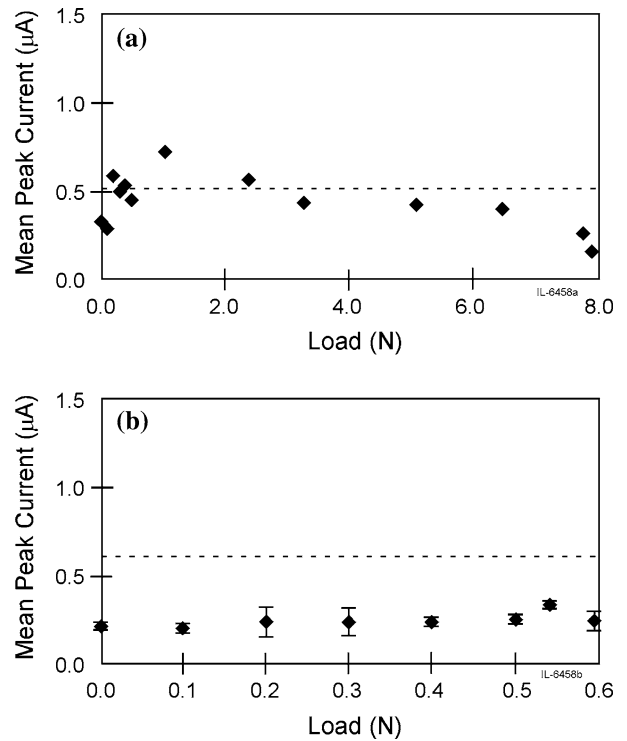 (a)
Mean Peak Current (μA)
1.5
1.0
0.5
0.0
0.0 2.0 4.0 6.0 8.0
IL-6458a
Load (N)
(b)
Mean Peak Current (μA)
1.5
1.0
0.5
0.0
0.0 0.1 0.2 0.3 0.4 0.5 0.6
IL-6458b
Load (N)